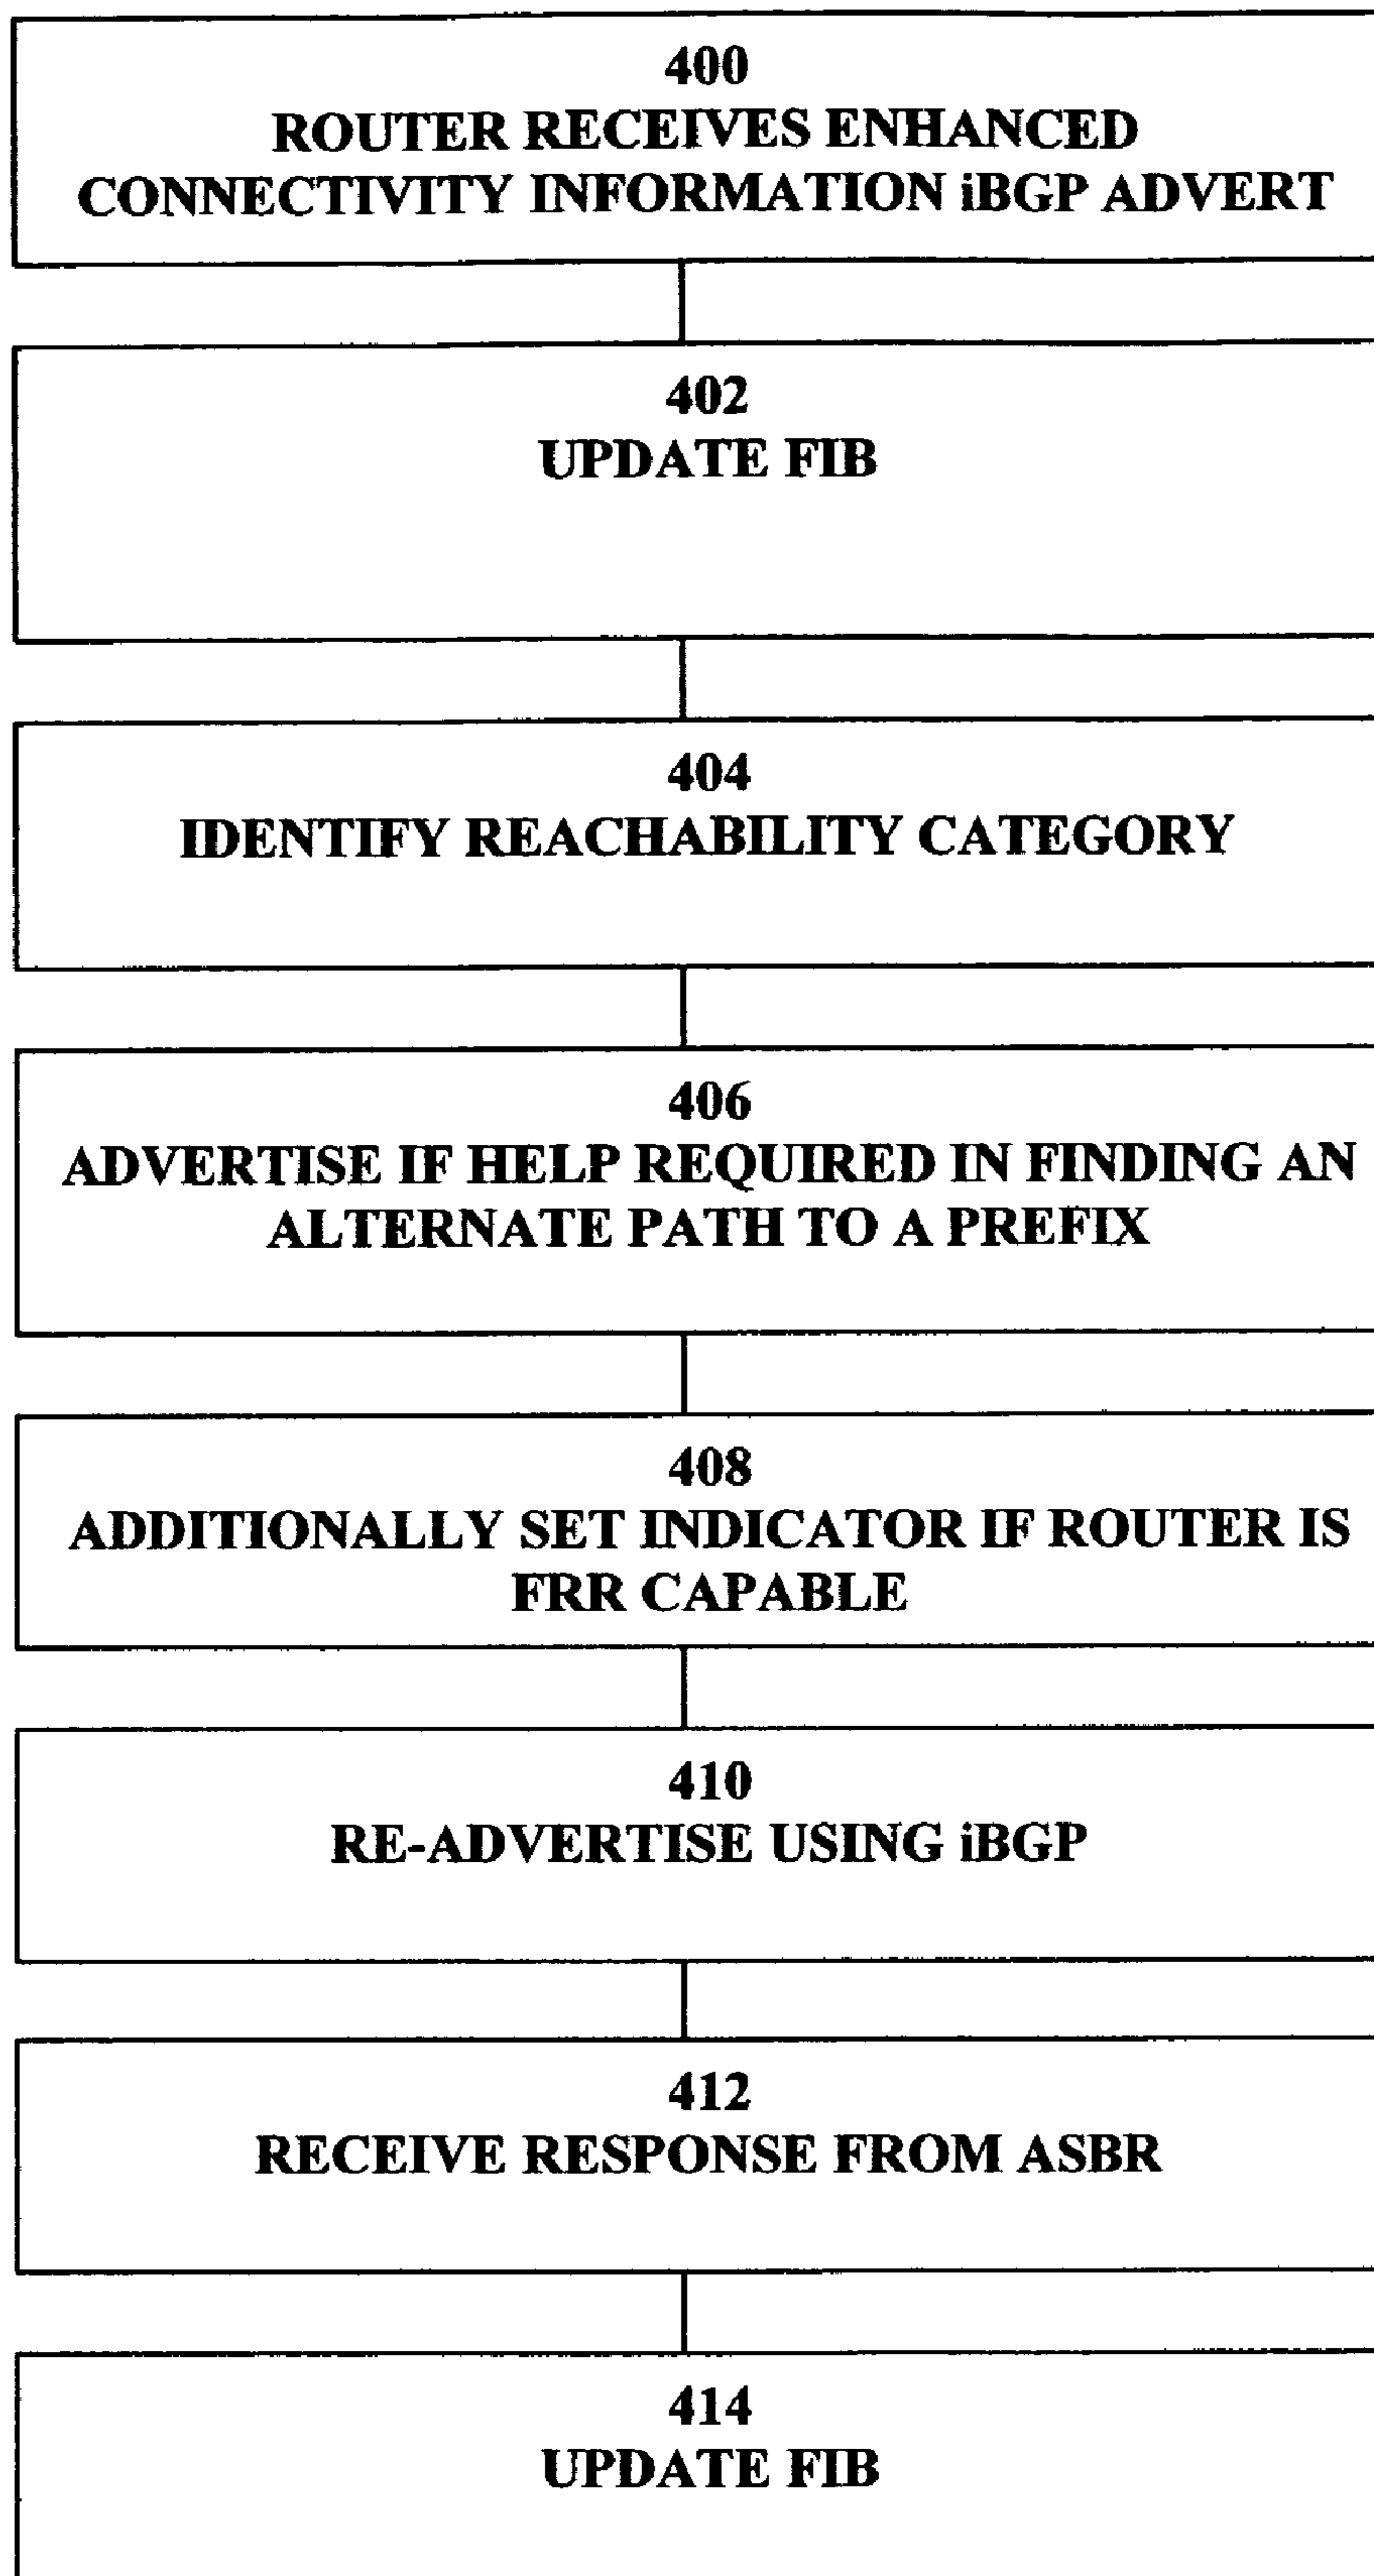 400
ROUTER RECEIVES ENHANCED
CONNECTIVITY INFORMATION iBGP ADVERT
402
UPDATE FIB
404
IDENTIFY REACHABILITY CATEGORY
406
ADVERTISE IF HELP REQUIRED IN FINDING AN
ALTERNATE PATH TO A PREFIX
408
ADDITIONALLY SET INDICATOR IF ROUTER IS
FRR CAPABLE
410
RE-ADVERTISE USING iBGP
412
RECEIVE RESPONSE FROM ASBR
414
UPDATE FIB